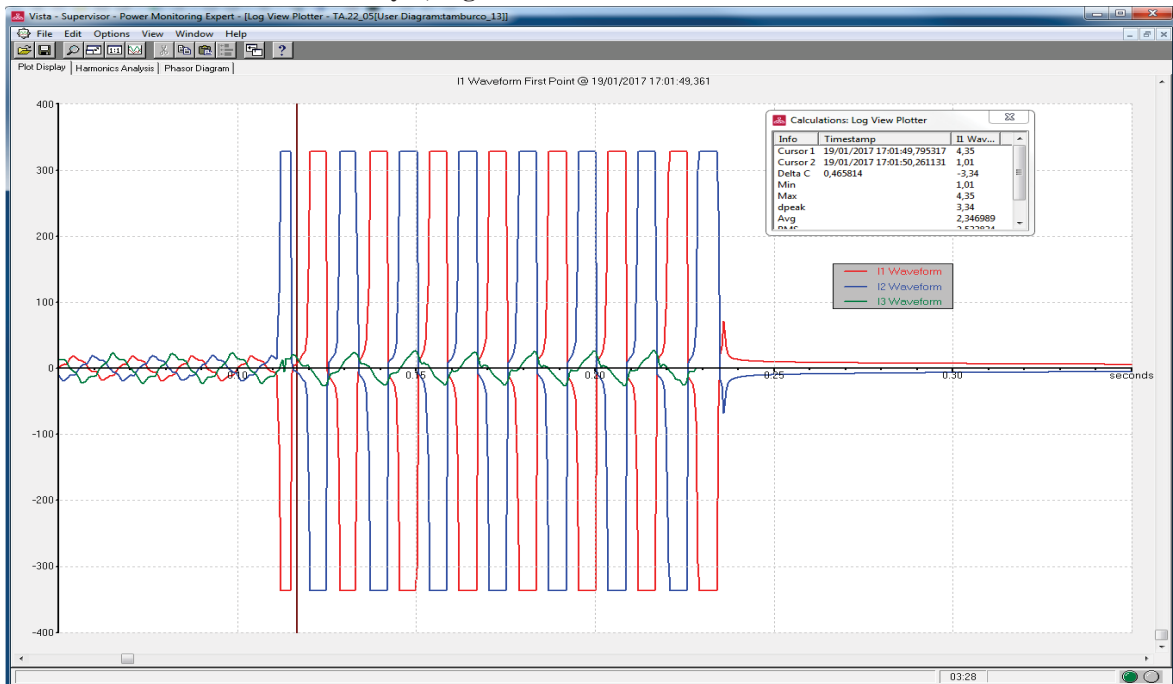 Vista - Supervisor - Power Monitoring Expert - [Log View Plotter - TA.22_05[User Diagram:tamburco_13]]
File Edit Options View Window Help
Plot Display Harmonics Analysis Phasor Diagram
I1 Waveform First Point @ 19/01/2017 17:01:49,361
400
300
200
100
0
-100
-200
-300
-400
0.10 0.15 0.20 0.25 0.30 seconds
Calculations: Log View Plotter
Info Timestamp I1 Wav...
Cursor 1 19/01/2017 17:01:49,795317 4,35
Cursor 2 19/01/2017 17:01:50,261131 1,01
Delta C 0,465814 -3,34
Min 1,01
Max 4,35
dpeak 3,34
Avg 2,346989
I1 Waveform
I2 Waveform
I3 Waveform
03:28